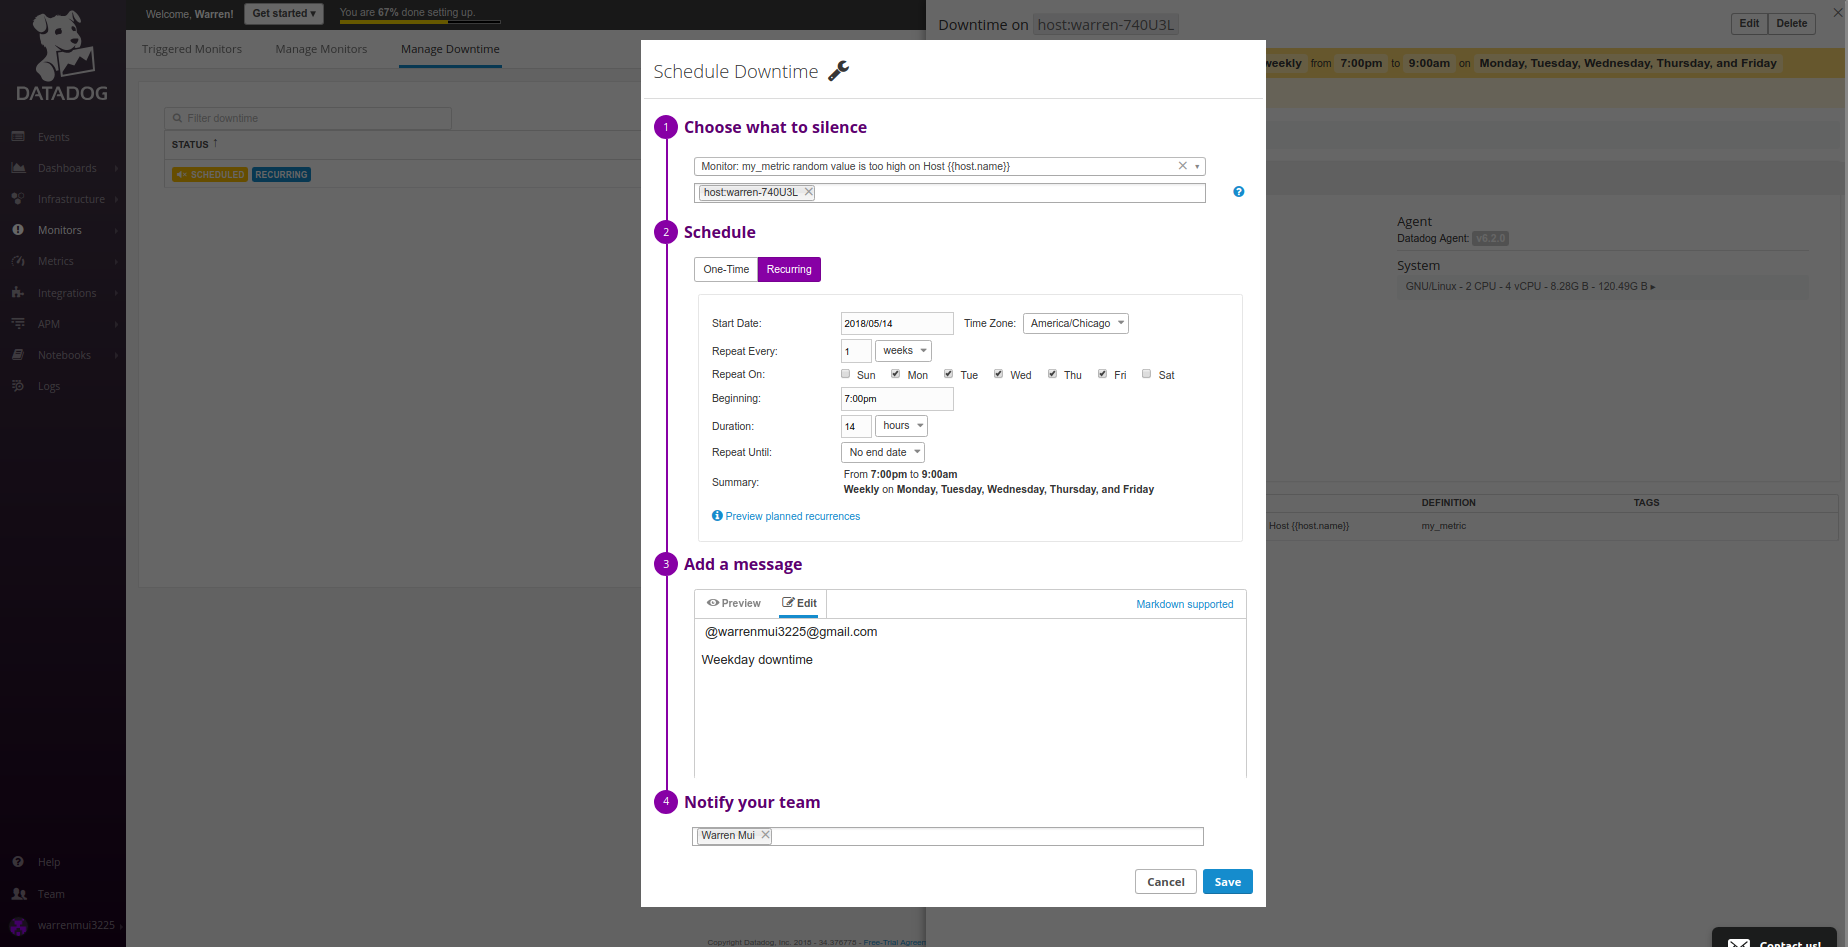 DATADOG
Events
Dashboards
Infrastructure
Monitors
Metrics
Integrations
APM
Notebooks
Logs
Help
Team
warrenmui3225
Welcome, Warren!
Get started ▾
You are 67% done setting up.
Triggered Monitors
Manage Monitors
Manage Downtime
Filter downtime
STATUS ↑
SCHEDULED
RECURRING
Schedule Downtime
1 Choose what to silence
Monitor: my_metric random value is too high on Host {{host.name}}
host:warren-740U3L
2 Schedule
One-Time Recurring
Start Date: 2018/05/14 Time Zone: America/Chicago
Repeat Every: 1 weeks
Repeat On: Sun Mon Tue Wed Thu Fri Sat
Beginning: 7:00pm
Duration: 14 hours
Repeat Until: No end date
Summary: From 7:00pm to 9:00am
Weekly on Monday, Tuesday, Wednesday, Thursday, and Friday
Preview planned recurrences
3 Add a message
Preview Edit Markdown supported
@warrenmui3225@gmail.com
Weekday downtime
4 Notify your team
Warren Mui
Cancel Save
Downtime on host:warren-740U3L
Edit Delete
weekly from 7:00pm to 9:00am on Monday, Tuesday, Wednesday, Thursday, and Friday
Agent
Datadog Agent: v6.2.0
System
GNU/Linux - 2 CPU - 4 vCPU - 8.28G B - 120.49G B ▸
DEFINITION TAGS
Host {{host.name}} my_metric
Copyright Datadog, Inc. 2018 - 34.376778 - Free-Trial Agreen
Contact us!